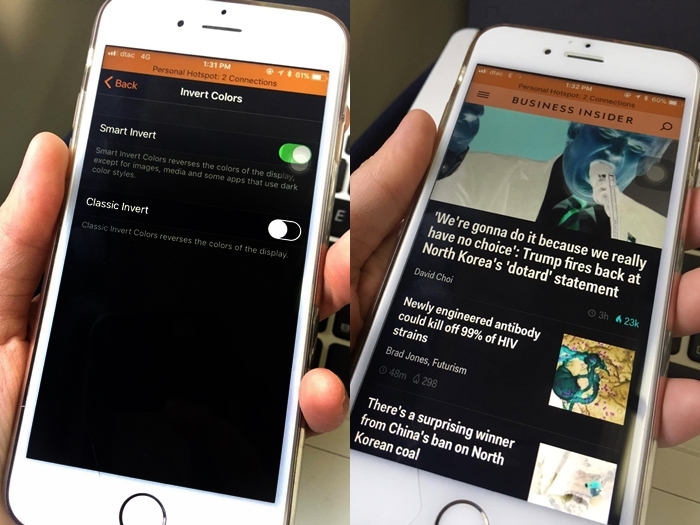 dtac 4G 1:31 PM 61%
Personal Hotspot: 2 Connections
Back
Invert Colors
Smart Invert
Smart Invert Colors reverses the colors of the display,
except for images, media and some apps that use dark
color styles.
Classic Invert
Classic Invert Colors reverses the colors of the display.
dtac 1:32 PM 60%
Personal Hotspot: 2 Connections
BUSINESS INSIDER
'We're gonna do it because we really
have no choice': Trump fires back at
North Korea's 'dotard' statement
David Choi
3h 23k
Newly engineered antibody
could kill off 99% of HIV
strains
Brad Jones, Futurism
48m 298
There's a surprising winner
from China's ban on North
Korean coal